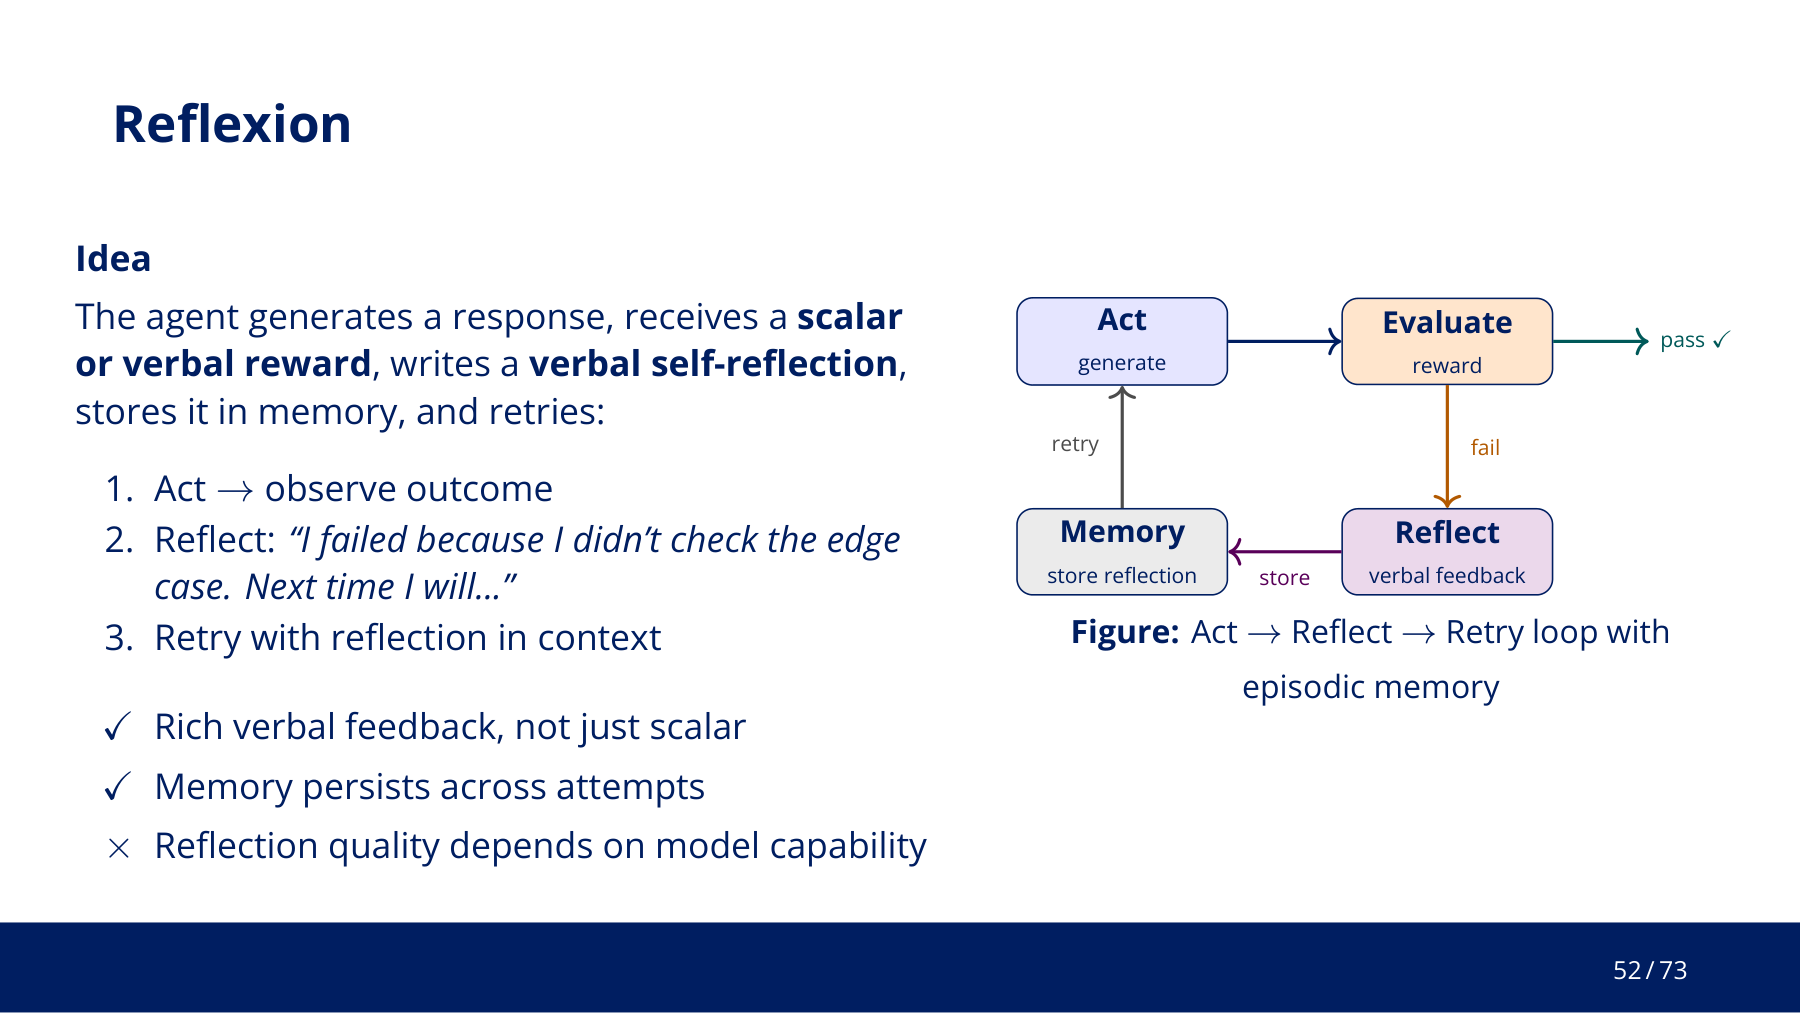 Reflexion
Idea
The agent generates a response, receives a scalar
or verbal reward, writes a verbal self-reflection,
stores it in memory, and retries:
1. Act → observe outcome
2. Reflect: “I failed because I didn’t check the edge
case. Next time I will...”
3. Retry with reflection in context
✓ Rich verbal feedback, not just scalar
✓ Memory persists across attempts
× Reflection quality depends on model capability
Act
generate
Evaluate
reward
pass ✓
retry
fail
Memory
store reflection
store
Reflect
verbal feedback
Figure: Act → Reflect → Retry loop with
episodic memory
52 / 73